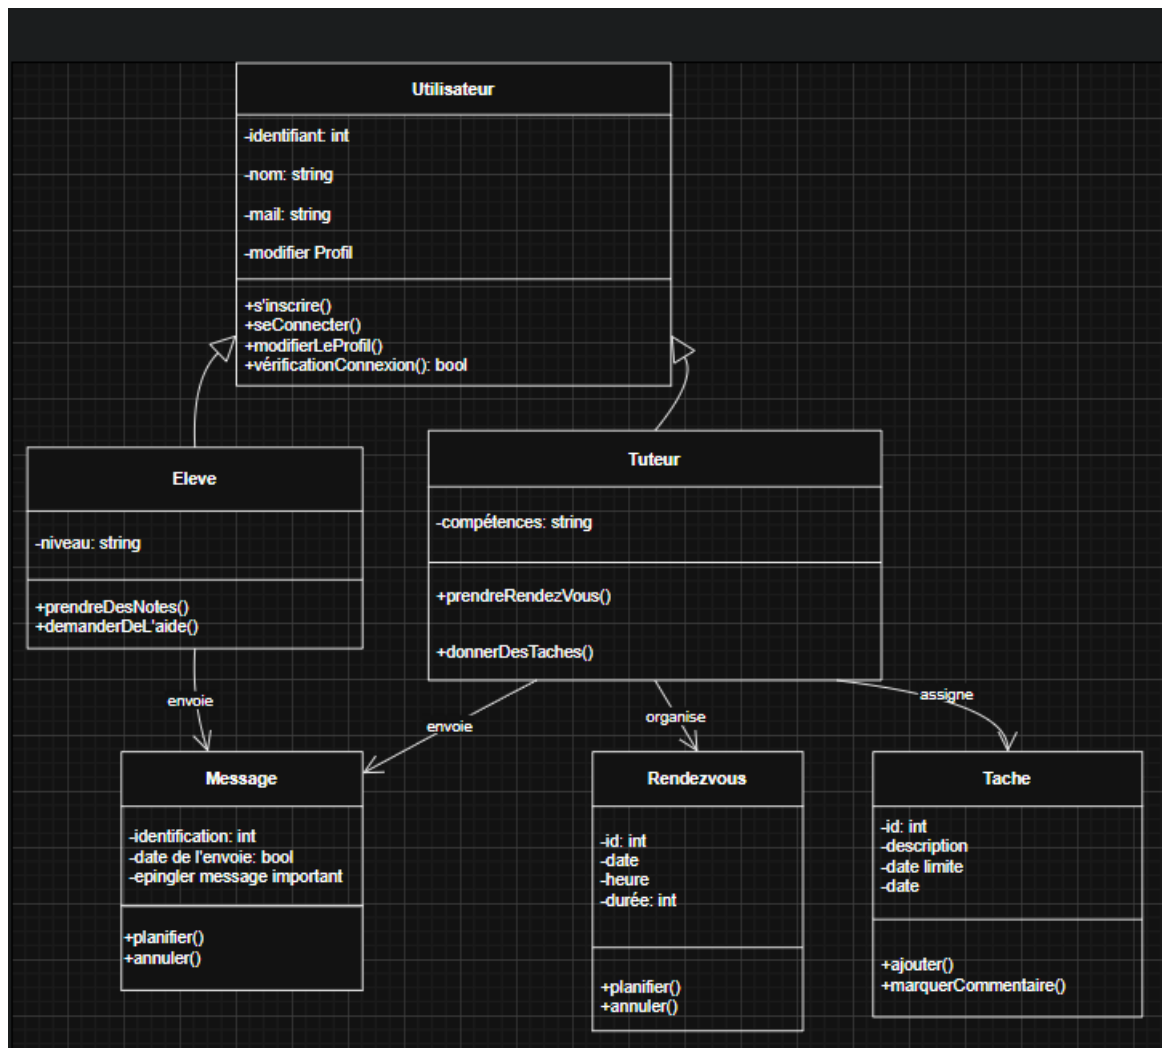 Utilisateur
-identifiant: int
-nom: string
-mail: string
-modifier Profil
+s'inscrire()
+seConnecter()
+modifierLeProfil()
+vérificationConnexion(): bool
Eleve
-niveau: string
+prendreDesNotes()
+demanderDeL'aide()
Tuteur
-compétences: string
+prendreRendezVous()
+donnerDesTaches()
envoie
envoie
organise
assigne
Message
-identification: int
-date de l'envoie: bool
-epingler message important
+planifier()
+annuler()
Rendezvous
-id: int
-date
-heure
-durée: int
+planifier()
+annuler()
Tache
-id: int
-description
-date limite
-date
+ajouter()
+marquerCommentaire()